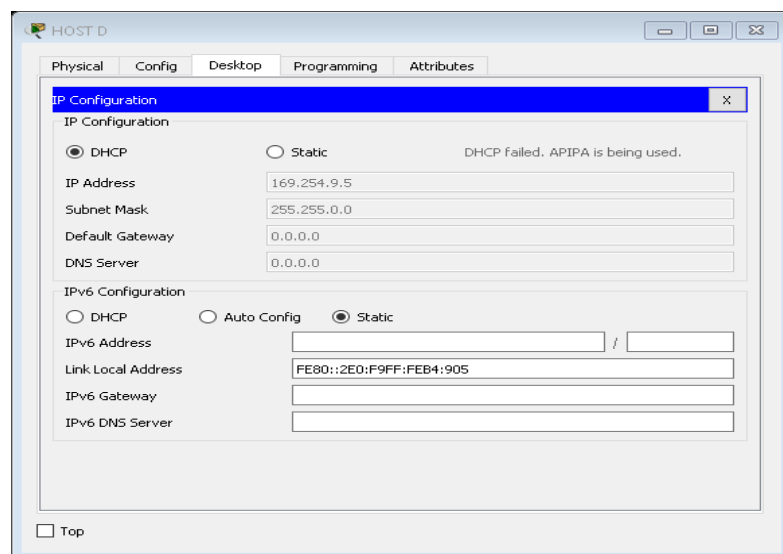 HOST D
Physical Config Desktop Programming Attributes
IP Configuration X
IP Configuration
DHCP Static DHCP failed. APIPA is being used.
IP Address 169.254.9.5
Subnet Mask 255.255.0.0
Default Gateway 0.0.0.0
DNS Server 0.0.0.0
IPv6 Configuration
DHCP Auto Config Static
IPv6 Address /
Link Local Address FE80::2E0:F9FF:FEB4:905
IPv6 Gateway
IPv6 DNS Server
Top